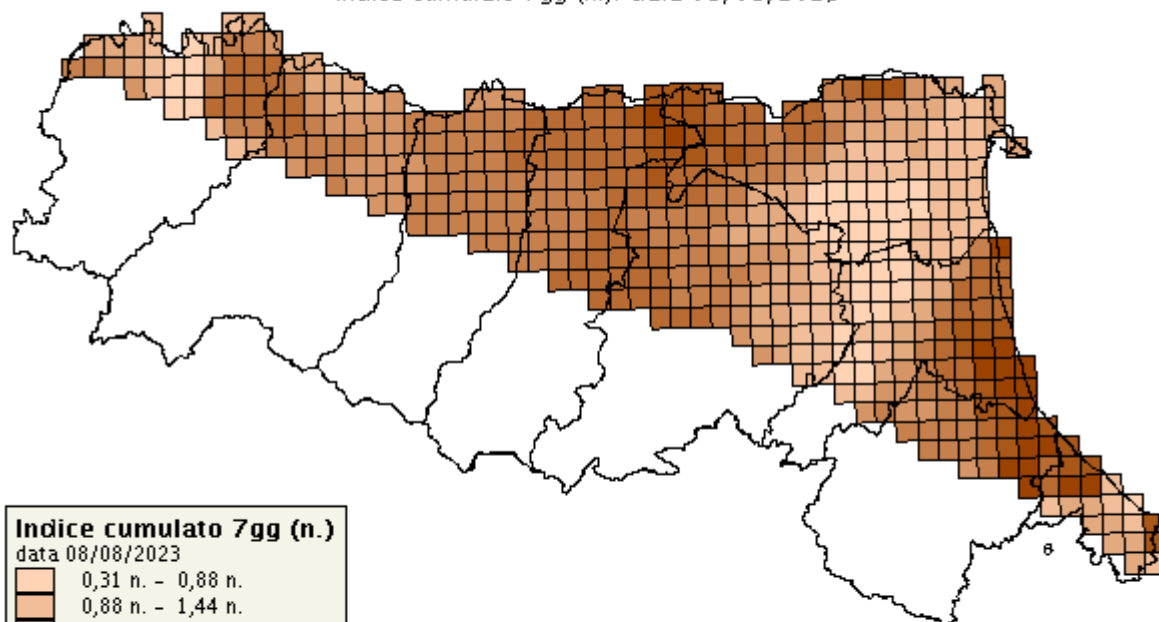 Indice cumulato 7gg (n.)
data 08/08/2023
0,31 n. - 0,88 n.
0,88 n. - 1,44 n.